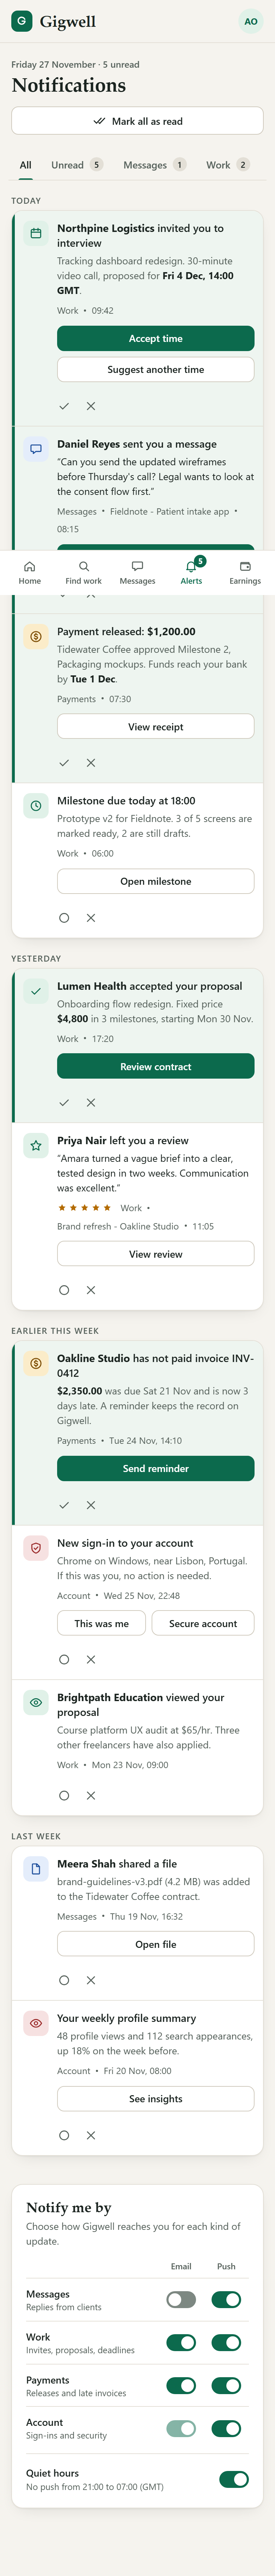 G Gigwell AO
Friday 27 November · 5 unread
Notifications
Mark all as read
All Unread 5 Messages 1 Work 2
TODAY
Northpine Logistics invited you to
interview
Tracking dashboard redesign. 30-minute
video call, proposed for Fri 4 Dec, 14:00
GMT.
Work • 09:42
Accept time
Suggest another time
Daniel Reyes sent you a message
“Can you send the updated wireframes
before Thursday's call? Legal wants to look at
the consent flow first.”
Messages • Fieldnote - Patient intake app •
08:15
5
Home Find work Messages Alerts Earnings
Payment released: $1,200.00
Tidewater Coffee approved Milestone 2,
Packaging mockups. Funds reach your bank
by Tue 1 Dec.
Payments • 07:30
View receipt
Milestone due today at 18:00
Prototype v2 for Fieldnote. 3 of 5 screens are
marked ready, 2 are still drafts.
Work • 06:00
Open milestone
YESTERDAY
Lumen Health accepted your proposal
Onboarding flow redesign. Fixed price
$4,800 in 3 milestones, starting Mon 30 Nov.
Work • 17:20
Review contract
Priya Nair left you a review
“Amara turned a vague brief into a clear,
tested design in two weeks. Communication
was excellent.”
★ ★ ★ ★ ★ Work •
Brand refresh - Oakline Studio • 11:05
View review
EARLIER THIS WEEK
Oakline Studio has not paid invoice INV-
0412
$2,350.00 was due Sat 21 Nov and is now 3
days late. A reminder keeps the record on
Gigwell.
Payments • Tue 24 Nov, 14:10
Send reminder
New sign-in to your account
Chrome on Windows, near Lisbon, Portugal.
If this was you, no action is needed.
Account • Wed 25 Nov, 22:48
This was me Secure account
Brightpath Education viewed your
proposal
Course platform UX audit at $65/hr. Three
other freelancers have also applied.
Work • Mon 23 Nov, 09:00
LAST WEEK
Meera Shah shared a file
brand-guidelines-v3.pdf (4.2 MB) was added
to the Tidewater Coffee contract.
Messages • Thu 19 Nov, 16:32
Open file
Your weekly profile summary
48 profile views and 112 search appearances,
up 18% on the week before.
Account • Fri 20 Nov, 08:00
See insights
Notify me by
Choose how Gigwell reaches you for each kind of
update.
Email Push
Messages
Replies from clients
Work
Invites, proposals, deadlines
Payments
Releases and late invoices
Account
Sign-ins and security
Quiet hours
No push from 21:00 to 07:00 (GMT)